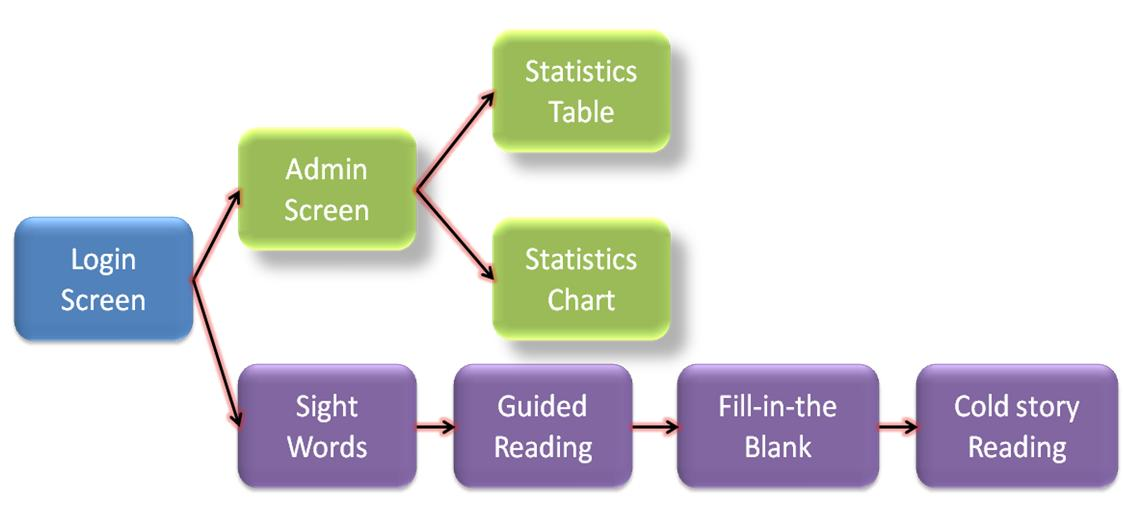 Statistics
Table
Admin
Screen
Login
Screen
Statistics
Chart
Sight
Words
Guided
Reading
Fill-in-the
Blank
Cold story
Reading